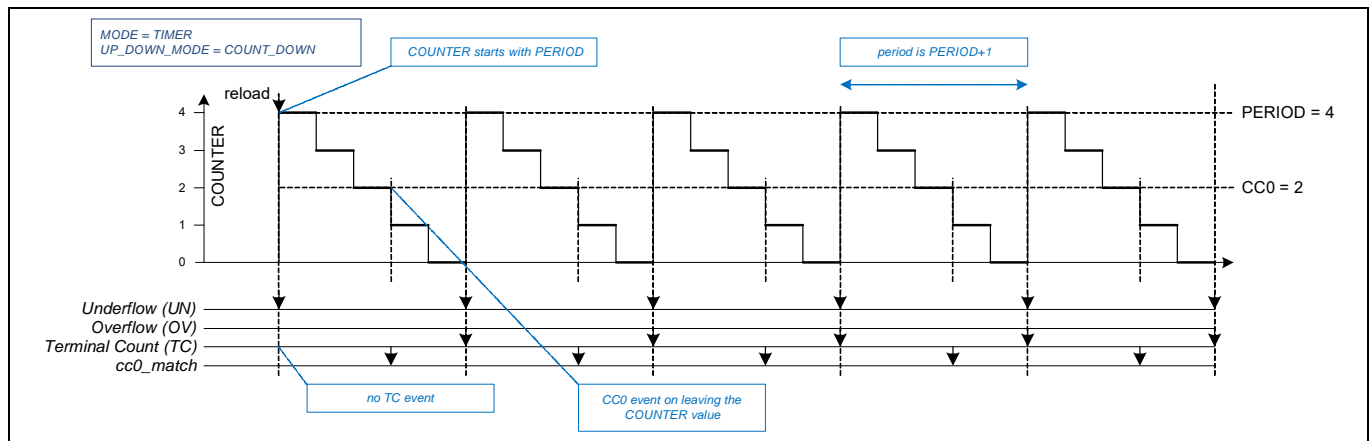 MODE = TIMER
UP_DOWN_MODE = COUNT_DOWN
COUNTER starts with PERIOD
period is PERIOD+1
reload
4
3
2
1
0
COUNTER
PERIOD = 4
CC0 = 2
Underflow (UN)
Overflow (OV)
Terminal Count (TC)
cc0_match
no TC event
CC0 event on leaving the
COUNTER value